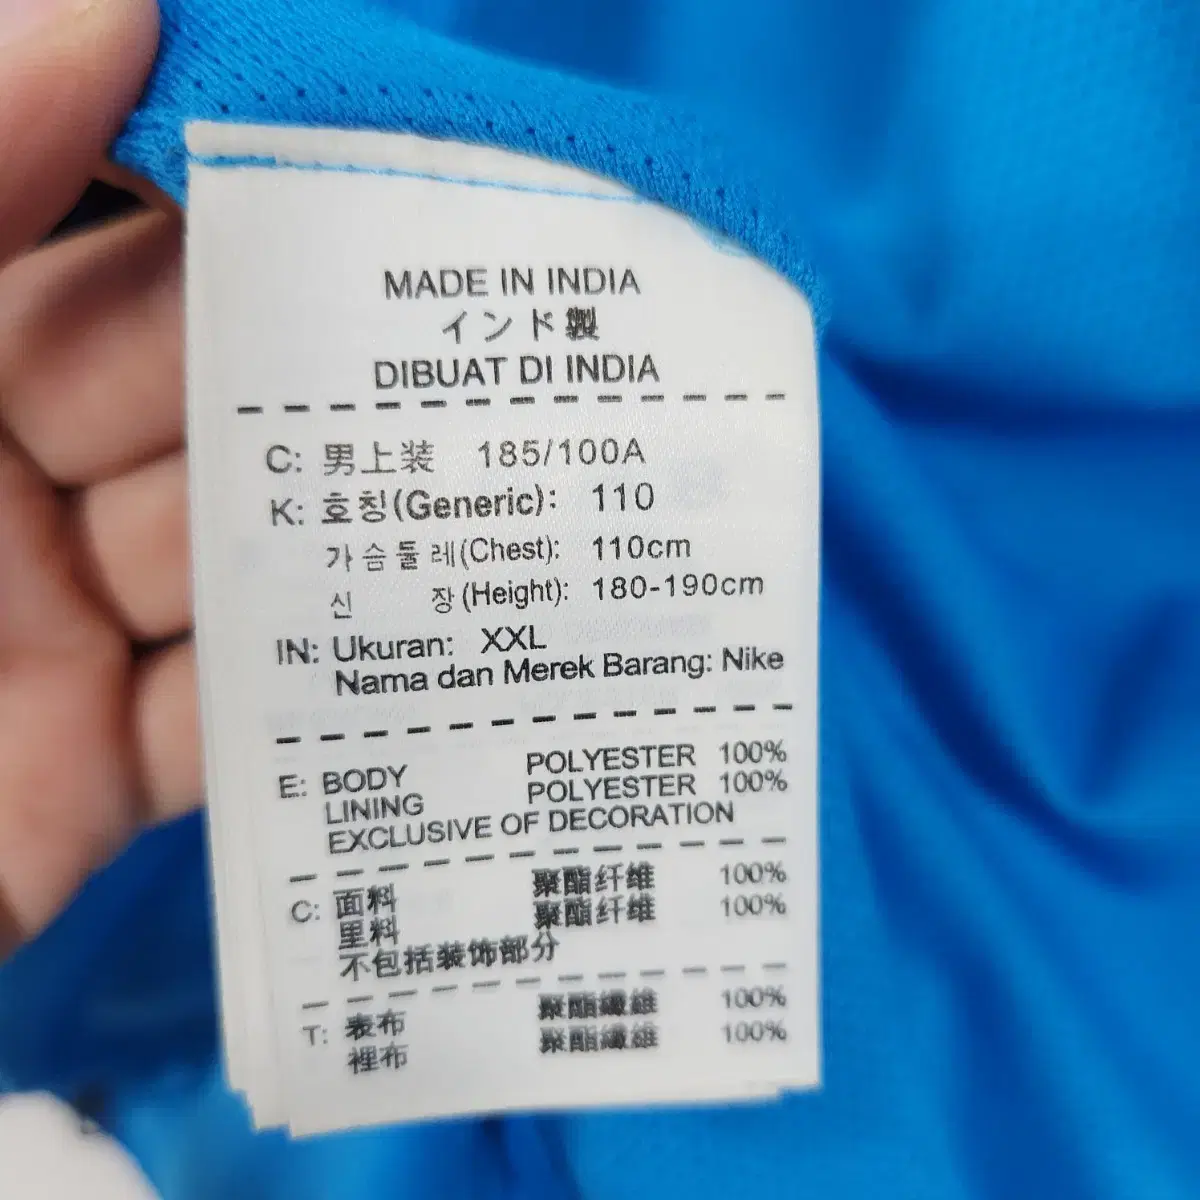 MADE IN INDIA
インド製
DIBUAT DI INDIA
C: 男上装 185/100A
K: 호칭(Generic): 110
가슴둘레(Chest): 110cm
신 장(Height): 180-190cm
IN: Ukuran: XXL
Nama dan Merek Barang: Nike
E: BODY POLYESTER 100%
LINING POLYESTER 100%
EXCLUSIVE OF DECORATION
C: 面料 聚酯纤维 100%
里料 聚酯纤维 100%
不包括装饰部分
T: 表布 聚酯纖維 100%
裡布 聚酯纖維 100%